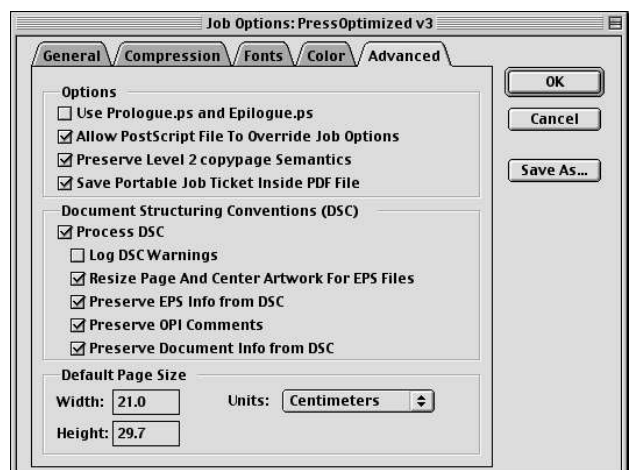 Job Options: PressOptimized v3
General Compression Fonts Color Advanced
OK
Cancel
Save As...
Options
Use Prologue.ps and Epilogue.ps
Allow PostScript File To Override Job Options
Preserve Level 2 copypage Semantics
Save Portable Job Ticket Inside PDF File
Document Structuring Conventions (DSC)
Process DSC
Log DSC Warnings
Resize Page And Center Artwork For EPS Files
Preserve EPS Info from DSC
Preserve OPI Comments
Preserve Document Info from DSC
Default Page Size
Width: 21.0 Units: Centimeters
Height: 29.7